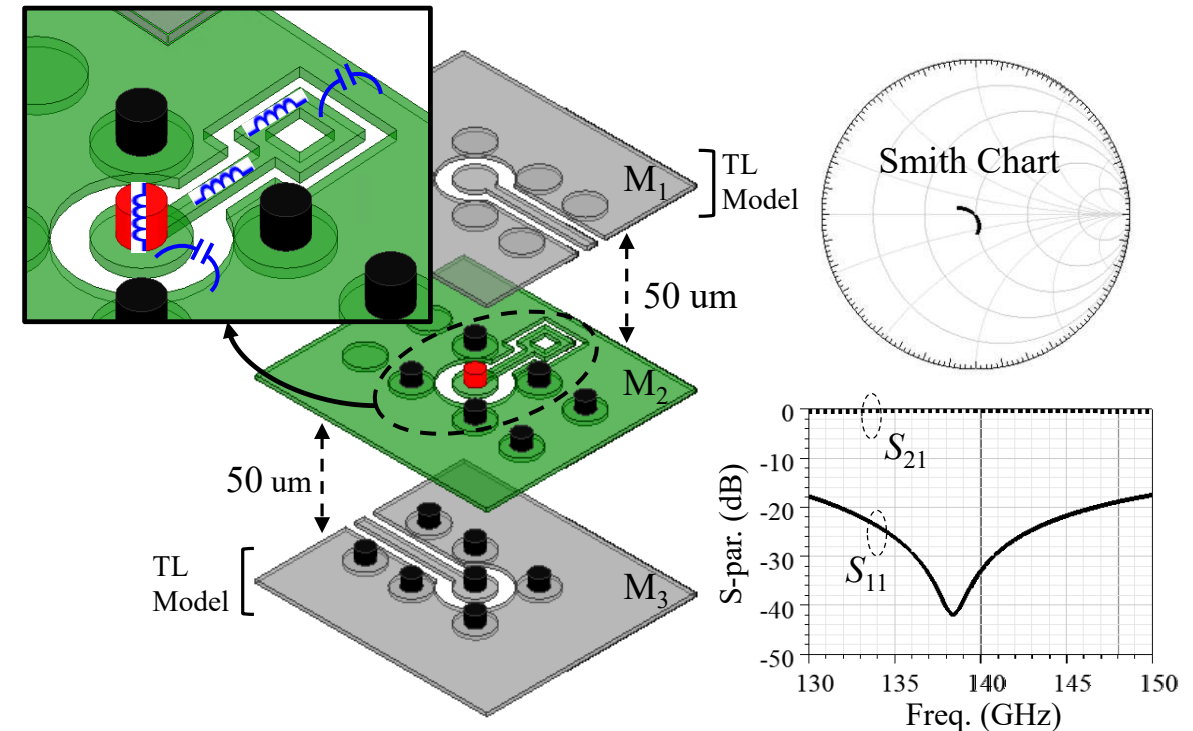 M1
TL
Model
50 um
M2
50 um
TL
Model
M3
Smith Chart
S-par. (dB)
0
-10
-20
-30
-40
-50
S21
S11
130
135
140
145
150
Freq. (GHz)